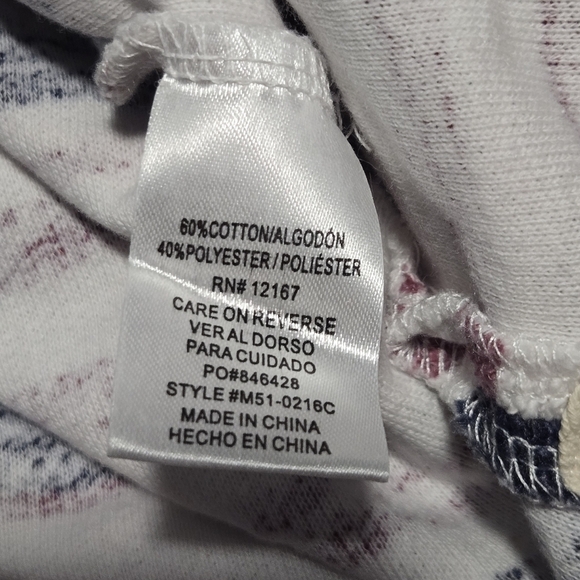 60%COTTON/ALGODÓN
40%POLYESTER/POLIÉSTER
RN# 12167
CARE ON REVERSE
VER AL DORSO
PARA CUIDADO
PO#846428
STYLE #M51-0216C
MADE IN CHINA
HECHO EN CHINA